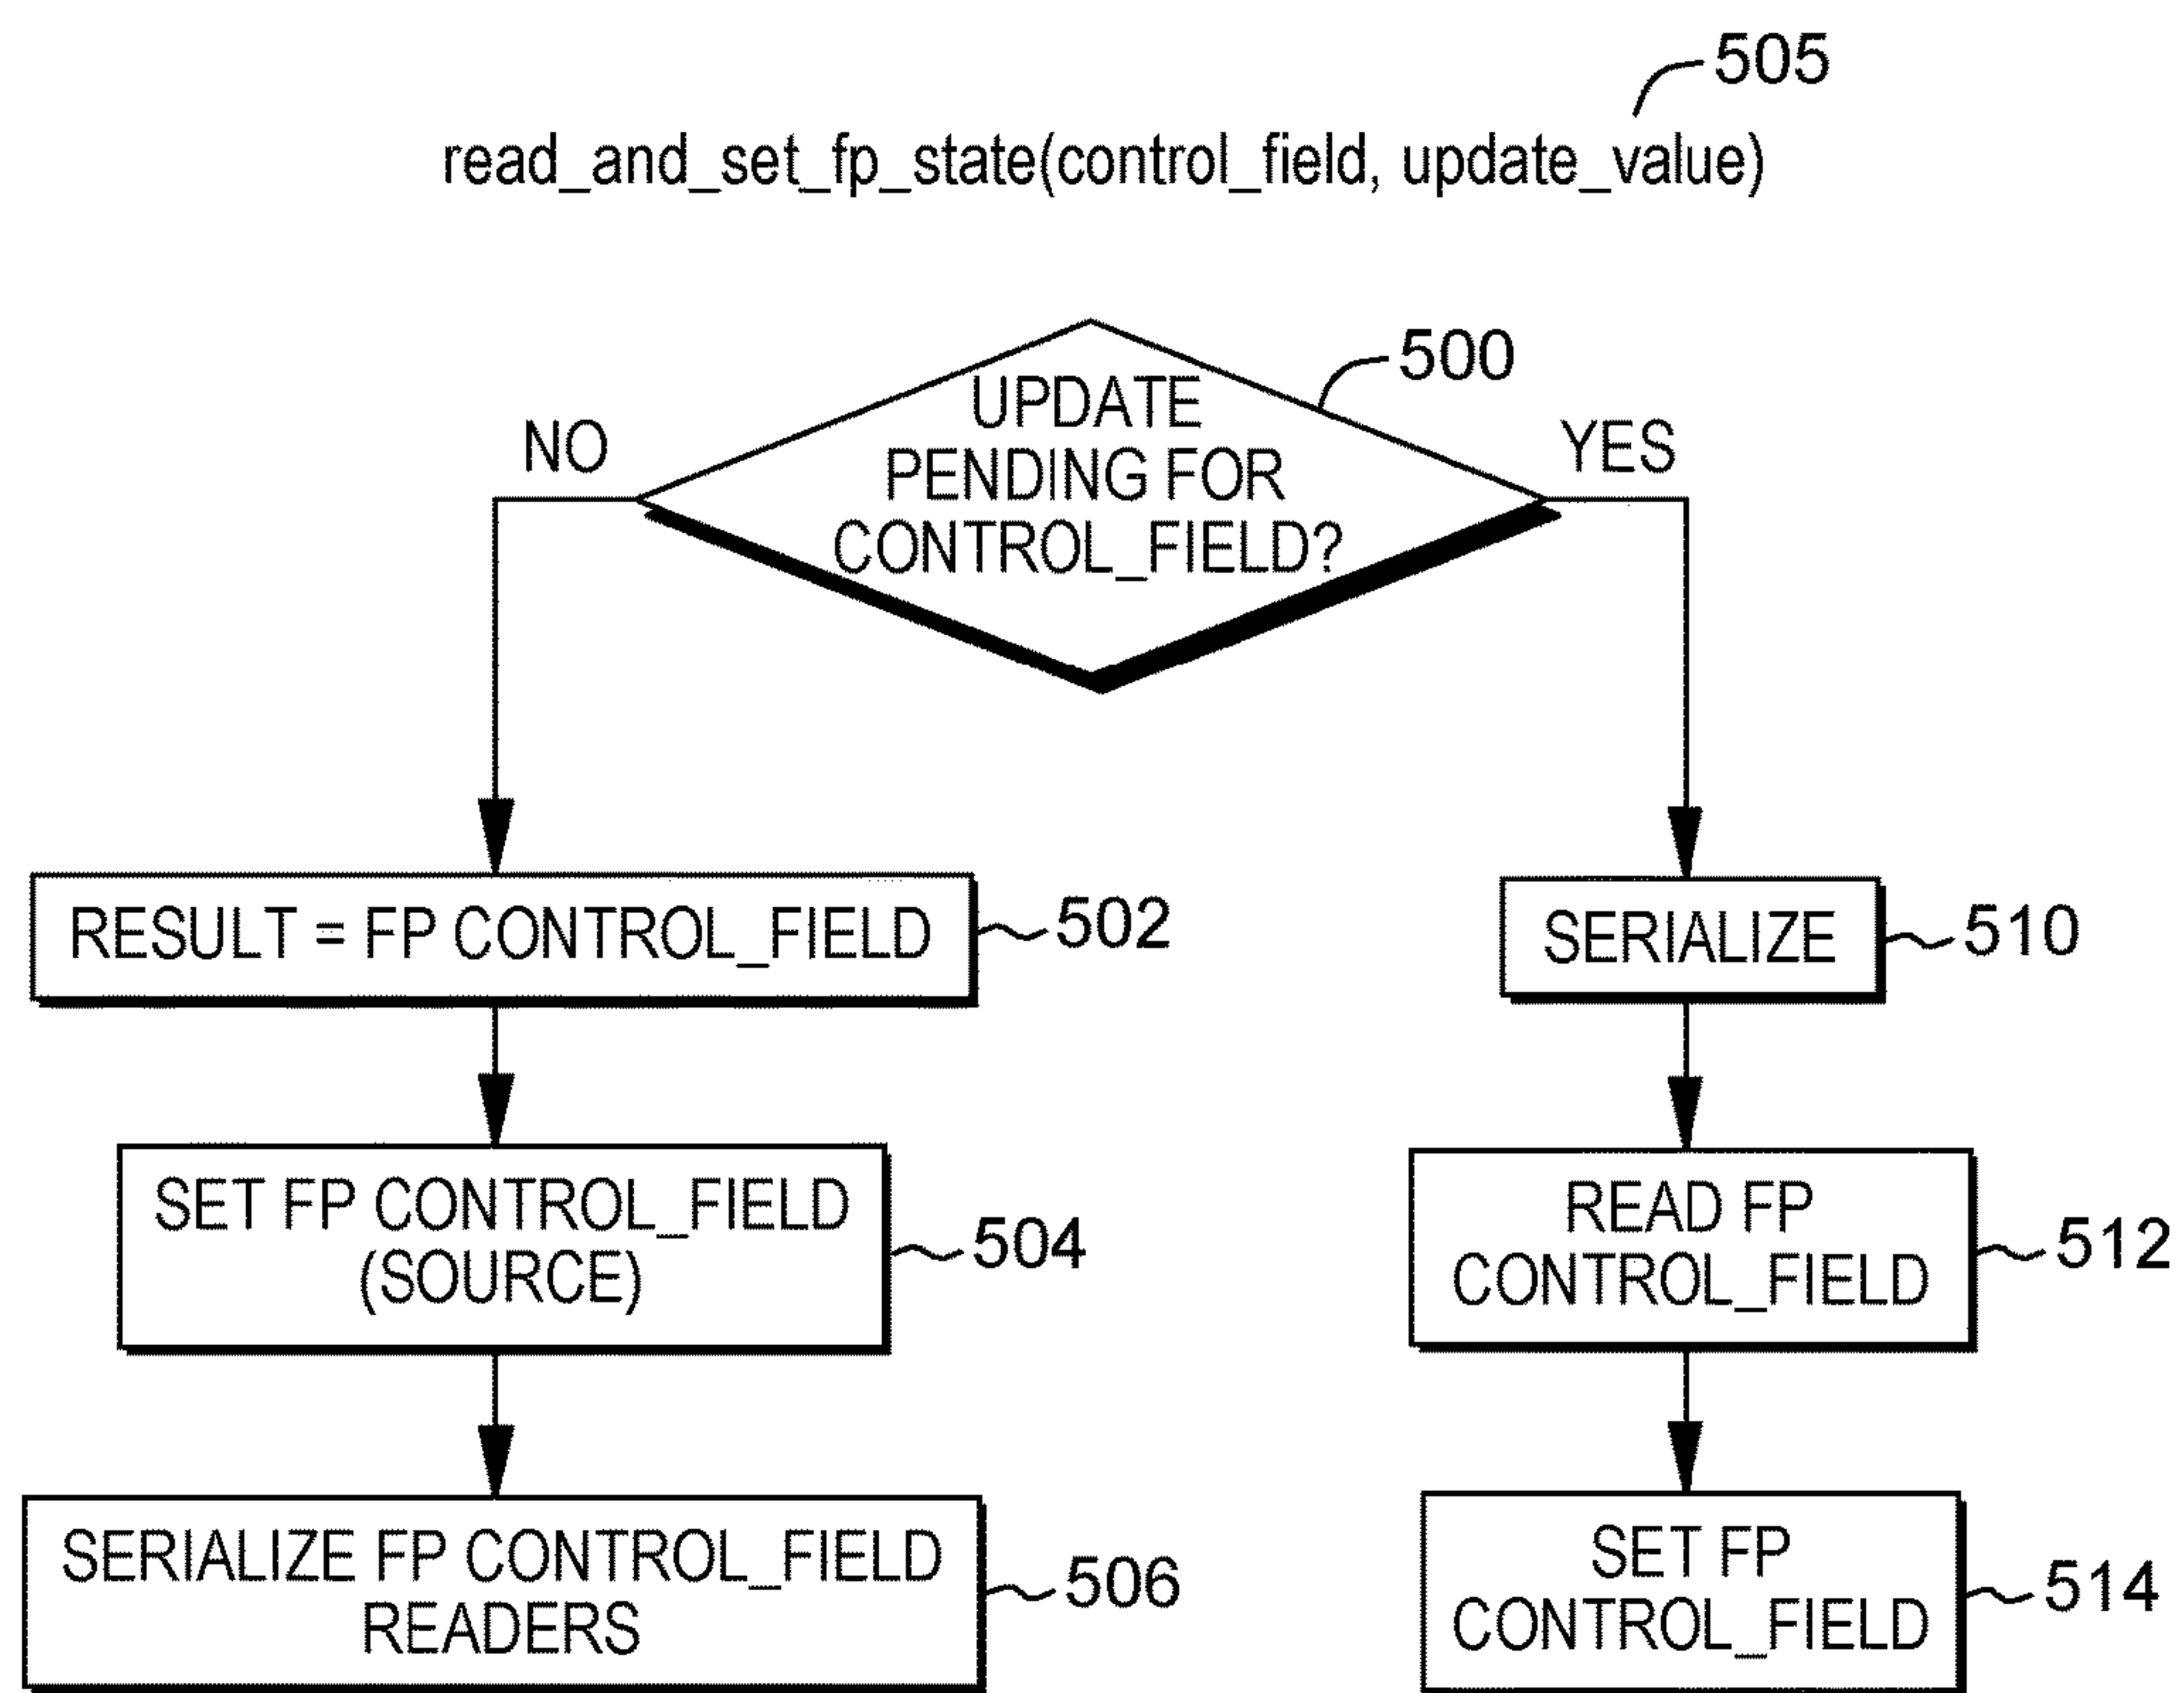 505
read_and_set_fp_state(control_field, update_value)
500
UPDATE
PENDING FOR
CONTROL_FIELD?
NO
YES
RESULT = FP CONTROL_FIELD
502
SET FP CONTROL_FIELD
(SOURCE)
504
SERIALIZE FP CONTROL_FIELD
READERS
506
SERIALIZE
510
READ FP
CONTROL_FIELD
512
SET FP
CONTROL_FIELD
514